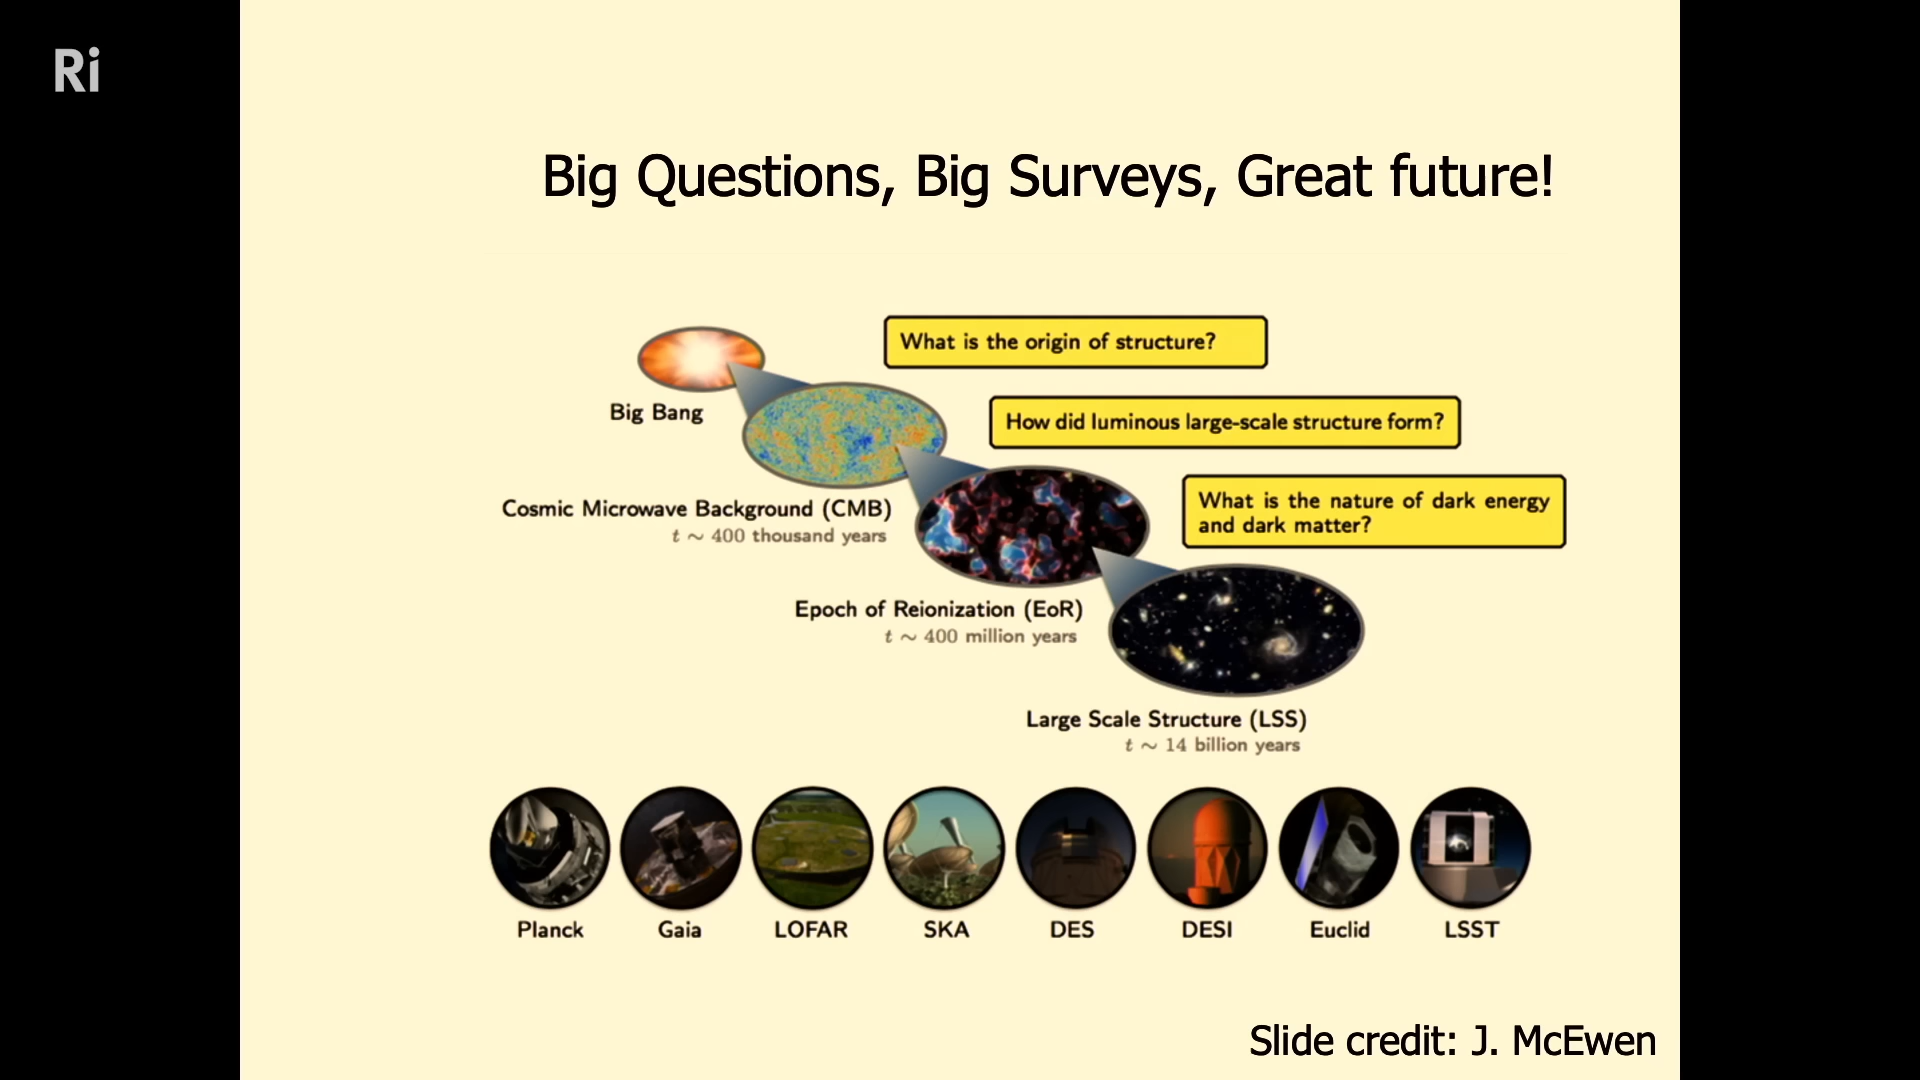 Ri
Big Questions, Big Surveys, Great future!
What is the origin of structure?
Big Bang
How did luminous large-scale structure form?
Cosmic Microwave Background (CMB)
t ~ 400 thousand years
What is the nature of dark energy
and dark matter?
Epoch of Reionization (EoR)
t ~ 400 million years
Large Scale Structure (LSS)
t ~ 14 billion years
Planck
Gaia
LOFAR
SKA
DES
DESI
Euclid
LSST
Slide credit: J. McEwen